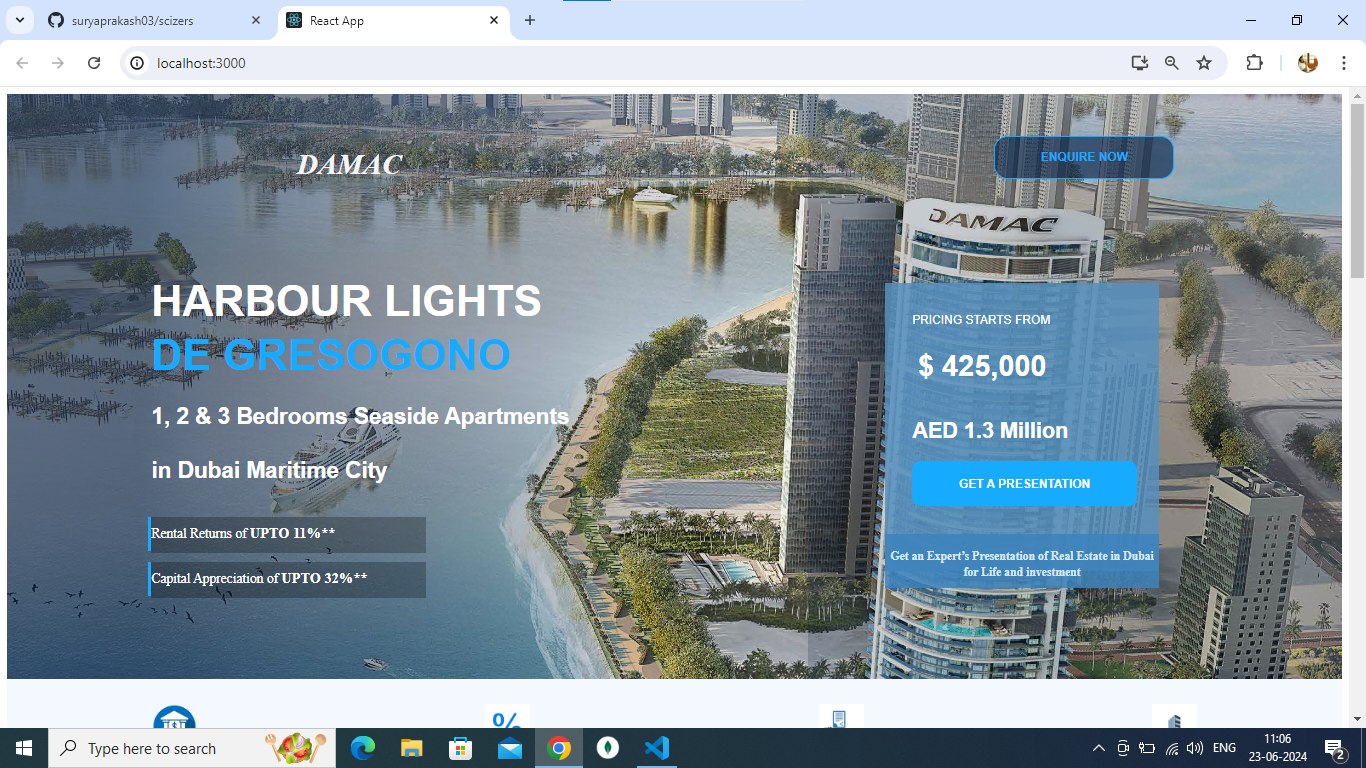 suryaprakash03/scizers
React App
localhost:3000
DAMAC
ENQUIRE NOW
DAMAC
HARBOUR LIGHTS
DE GRESOGONO
1, 2 & 3 Bedrooms Seaside Apartments
in Dubai Maritime City
Rental Returns of UPTO 11%**
Capital Appreciation of UPTO 32%**
PRICING STARTS FROM
$ 425,000
AED 1.3 Million
GET A PRESENTATION
Get an Expert’s Presentation of Real Estate in Dubai
for Life and investment
%
Type here to search
ENG
11:06
23-06-2024
2